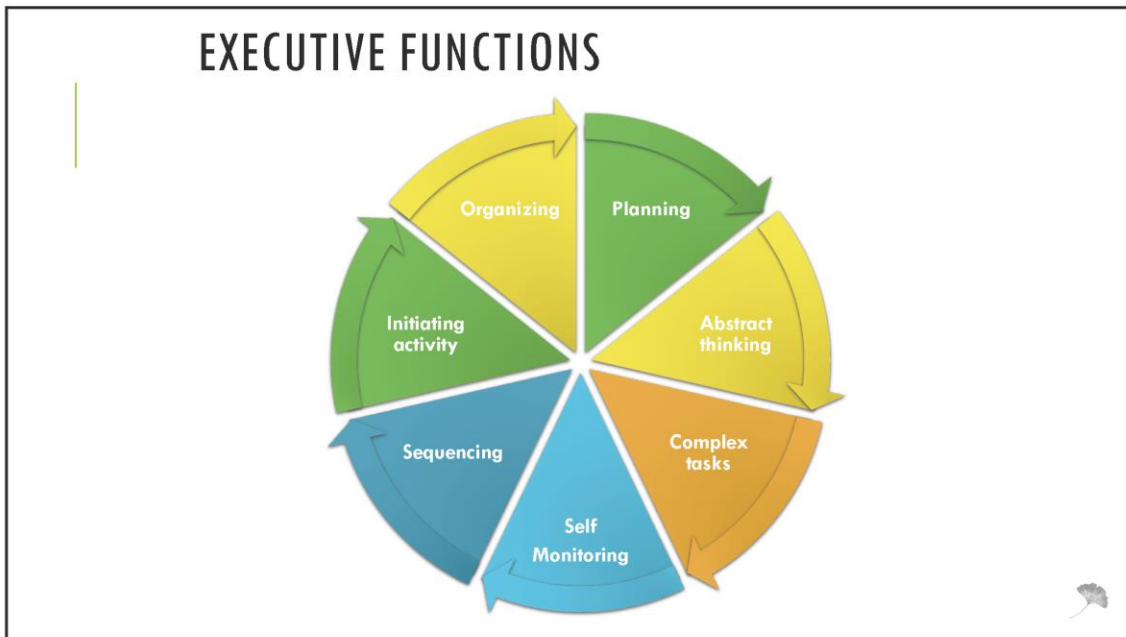 EXECUTIVE FUNCTIONS
Planning
Abstract
thinking
Complex
tasks
Self
Monitoring
Sequencing
Initiating
activity
Organizing